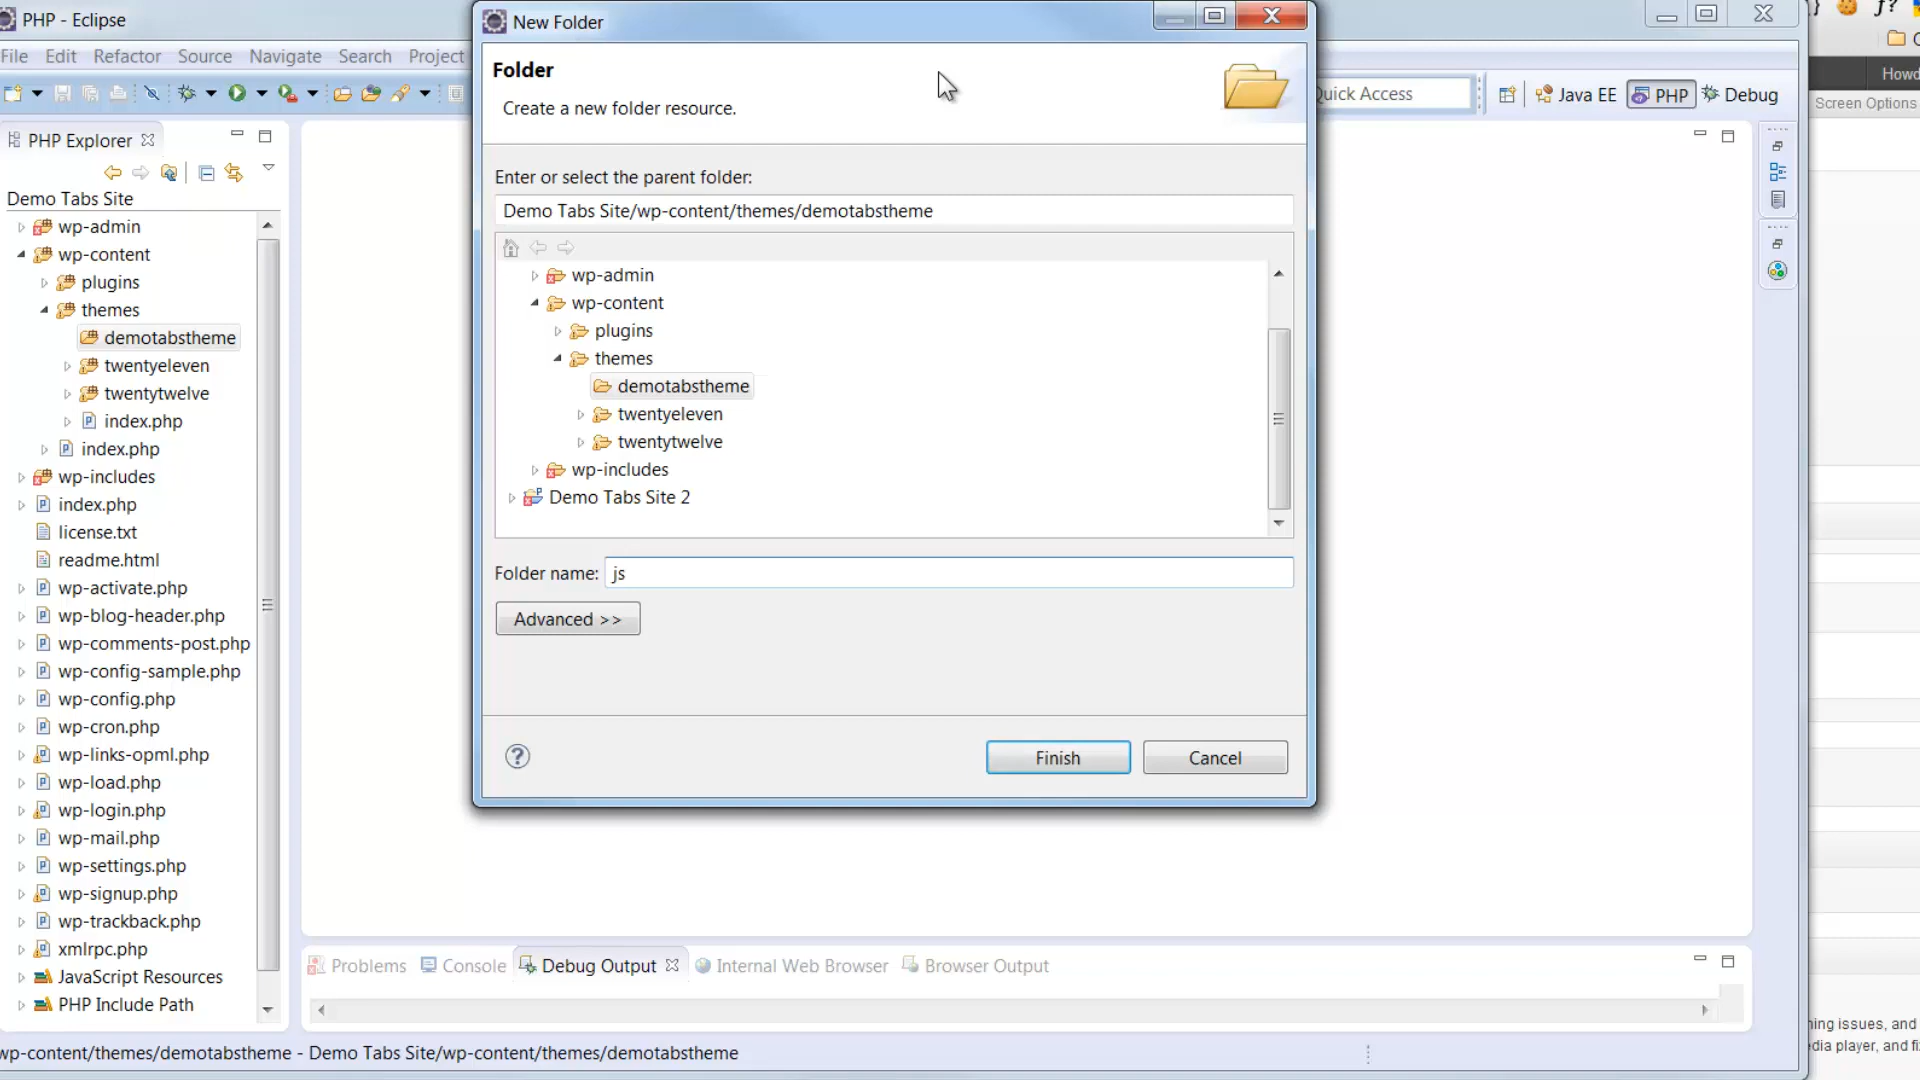 PHP - Eclipse
File Edit Refactor Source Navigate Search Project
Quick Access
Java EE
PHP
Debug
Howd
Screen Options
PHP Explorer
Demo Tabs Site
wp-admin
wp-content
plugins
themes
demotabstheme
twentyeleven
twentytwelve
index.php
index.php
wp-includes
index.php
license.txt
readme.html
wp-activate.php
wp-blog-header.php
wp-comments-post.php
wp-config-sample.php
wp-config.php
wp-cron.php
wp-links-opml.php
wp-load.php
wp-login.php
wp-mail.php
wp-settings.php
wp-signup.php
wp-trackback.php
xmlrpc.php
JavaScript Resources
PHP Include Path
New Folder
Folder
Create a new folder resource.
Enter or select the parent folder:
Demo Tabs Site/wp-content/themes/demotabstheme
wp-admin
wp-content
plugins
themes
demotabstheme
twentyeleven
twentytwelve
wp-includes
Demo Tabs Site 2
Folder name: js
Advanced >>
?
Finish
Cancel
Problems
Console
Debug Output
Internal Web Browser
Browser Output
wp-content/themes/demotabstheme - Demo Tabs Site/wp-content/themes/demotabstheme
ning issues, and
edia player, and fi